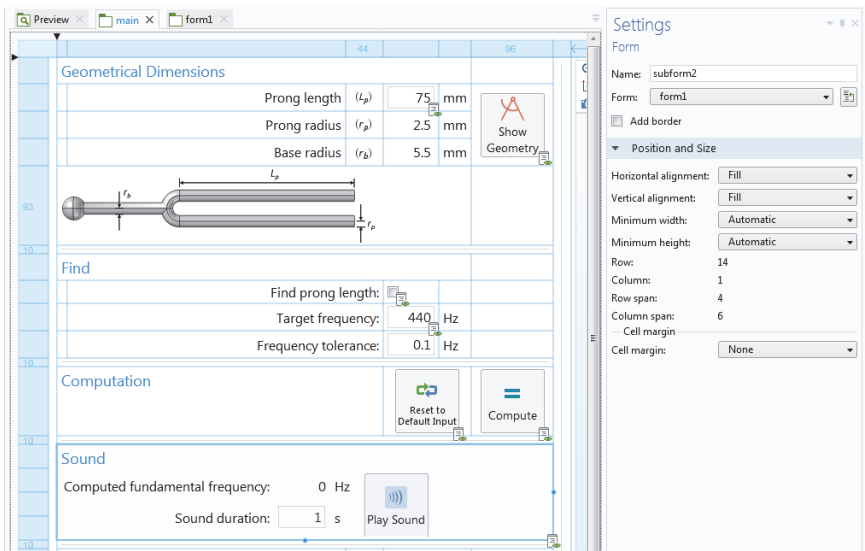 Preview
main
form1
44
96
Geometrical Dimensions
Prong length (Lp) 75 mm
Prong radius (rp) 2.5 mm
Base radius (rb) 5.5 mm
Show
Geometry
93
Lp
rb
rp
10
Find
Find prong length:
Target frequency: 440 Hz
Frequency tolerance: 0.1 Hz
10
Computation
Reset to
Default Input
Compute
10
Sound
Computed fundamental frequency: 0 Hz
Sound duration: 1 s
Play Sound
10
Settings
Form
Name: subform2
Form: form1
Add border
Position and Size
Horizontal alignment: Fill
Vertical alignment: Fill
Minimum width: Automatic
Minimum height: Automatic
Row: 14
Column: 1
Row span: 4
Column span: 6
Cell margin
Cell margin: None